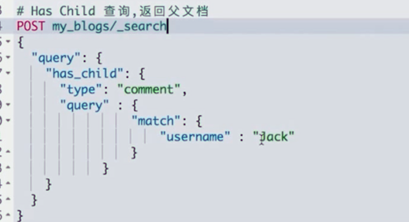 # Has Child 查询,返回父文档
POST my_blogs/_search
{
"query": {
"has_child": {
"type": "comment",
"query" : {
"match": {
"username" : "Jack"
}
}
}
}
}